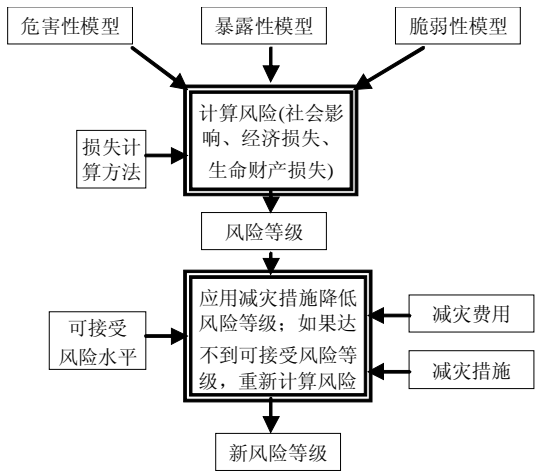 危害性模型
暴露性模型
脆弱性模型
计算风险(社会影
响、经济损失、
生命财产损失)
损失计
算方法
风险等级
应用减灾措施降低
风险等级；如果达
不到可接受风险等
级，重新计算风险
可接受
风险水平
减灾费用
减灾措施
新风险等级